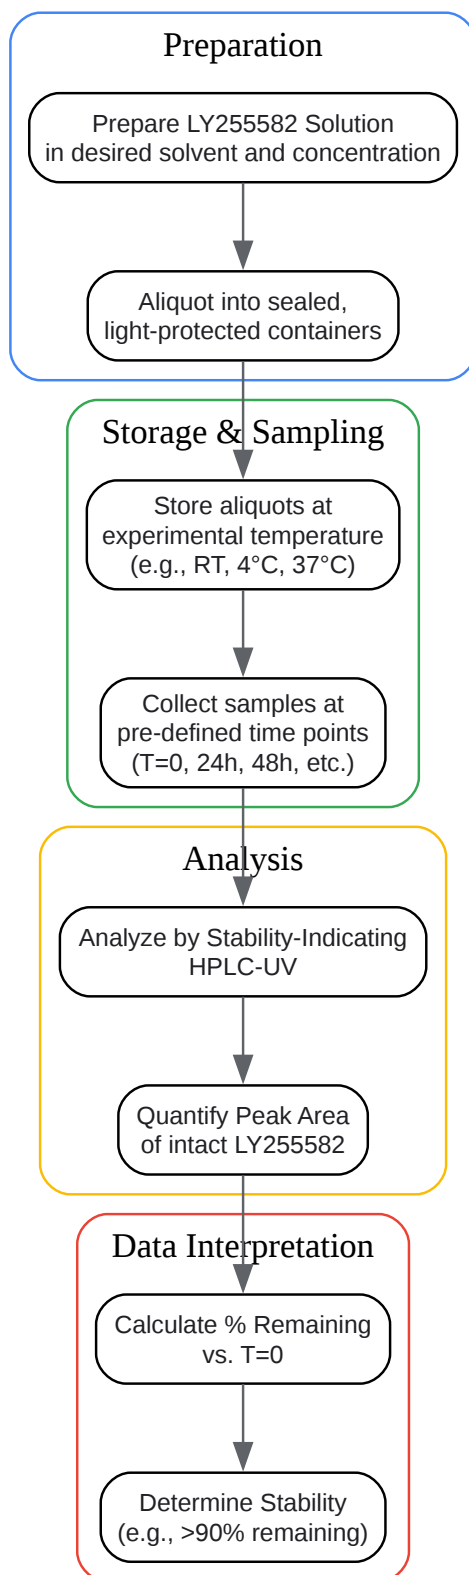 Preparation
Prepare LY255582 Solution
in desired solvent and concentration
Aliquot into sealed,
light-protected containers
Storage & Sampling
Store aliquots at
experimental temperature
(e.g., RT, 4°C, 37°C)
Collect samples at
pre-defined time points
(T=0, 24h, 48h, etc.)
Analysis
Analyze by Stability-Indicating
HPLC-UV
Quantify Peak Area
of intact LY255582
Data Interpretation
Calculate % Remaining
vs. T=0
Determine Stability
(e.g., >90% remaining)